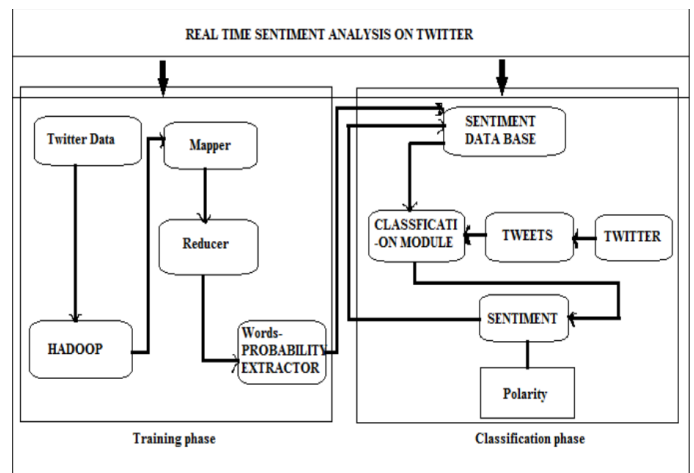 REAL TIME SENTIMENT ANALYSIS ON TWITTER
Twitter Data
Mapper
Reducer
HADOOP
Words-
PROBABILITY
EXTRACTOR
Training phase
SENTIMENT
DATA BASE
CLASSFICATI
-ON MODULE
TWEETS
TWITTER
SENTIMENT
Polarity
Classification phase